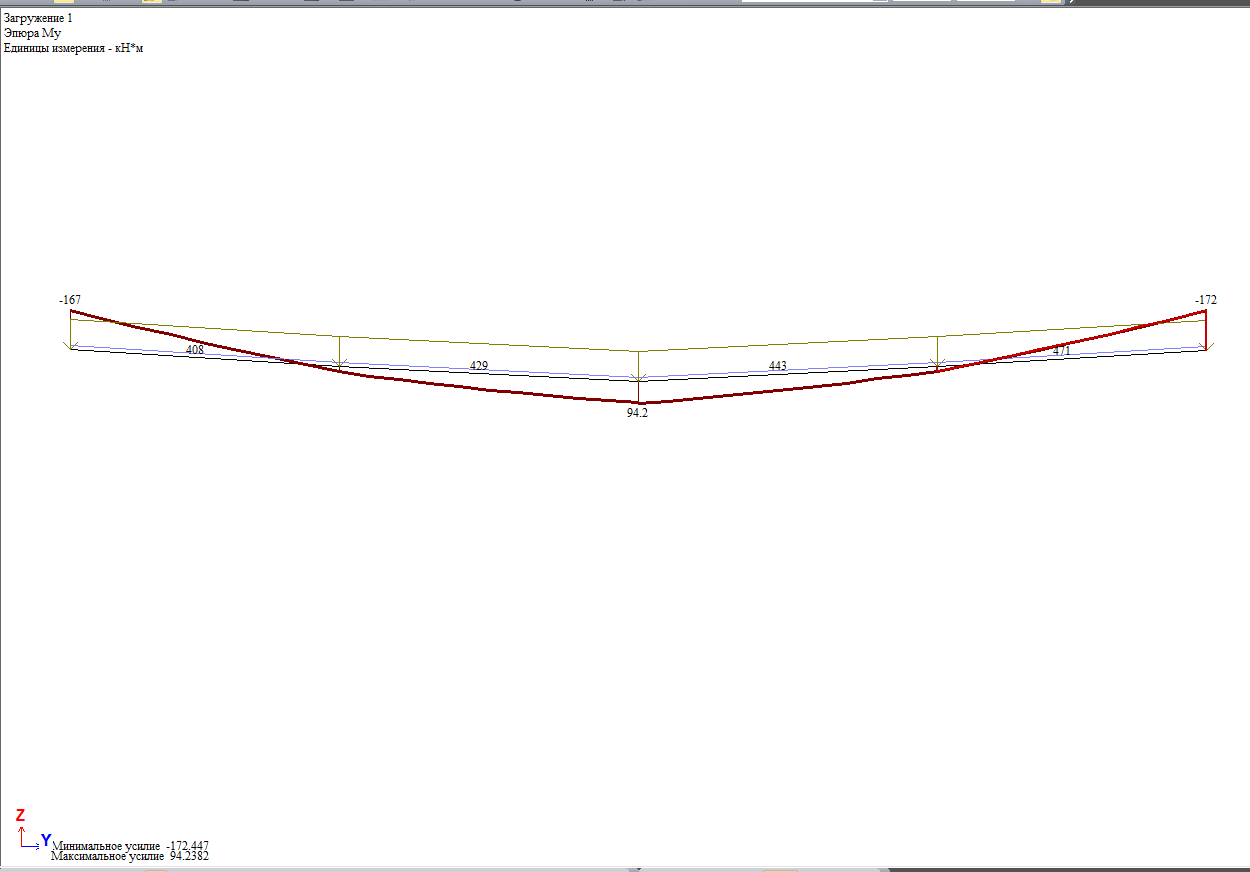 Загружение 1
Эпюра My
Единицы измерения - кН*м
-167
-172
408
429
443
471
94.2
Z
Y
Минимальное усилие -172.447
Максимальное усилие 94.2382